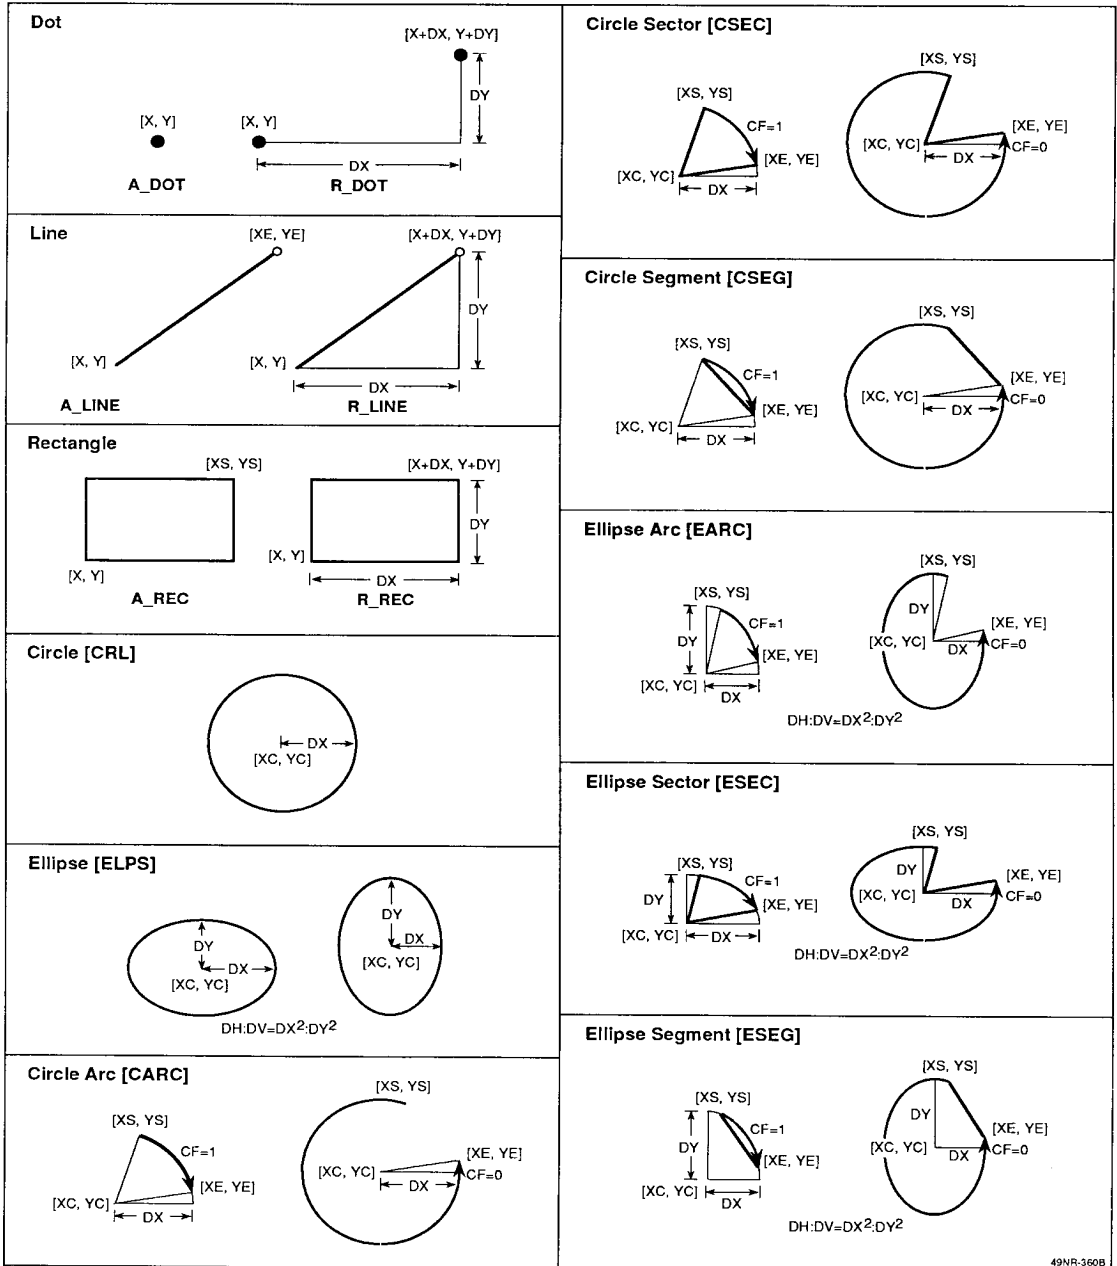 Dot
[X+DX, Y+DY]
DY
[X, Y]
[X, Y]
DX
A_DOT
R_DOT
Line
[XE, YE]
[X+DX, Y+DY]
DY
[X, Y]
[X, Y]
DX
A_LINE
R_LINE
Rectangle
[XS, YS]
[X+DX, Y+DY]
DY
[X, Y]
[X, Y]
DX
A_REC
R_REC
Circle [CRL]
DX
[XC, YC]
Ellipse [ELPS]
DY
DX
[XC, YC]
DY
DX
[XC, YC]
DH:DV=DX²:DY²
Circle Arc [CARC]
[XS, YS]
CF=1
[XE, YE]
[XC, YC]
DX
[XS, YS]
[XE, YE]
[XC, YC]
CF=0
DX
Circle Sector [CSEC]
[XS, YS]
CF=1
[XE, YE]
[XC, YC]
DX
[XS, YS]
[XE, YE]
[XC, YC]
CF=0
DX
Circle Segment [CSEG]
[XS, YS]
CF=1
[XE, YE]
[XC, YC]
DX
[XS, YS]
[XE, YE]
[XC, YC]
CF=0
DX
Ellipse Arc [EARC]
[XS, YS]
CF=1
DY
[XE, YE]
[XC, YC]
DX
[XS, YS]
DY
[XE, YE]
[XC, YC]
CF=0
DX
DH:DV=DX²:DY²
Ellipse Sector [ESEC]
[XS, YS]
CF=1
DY
[XE, YE]
[XC, YC]
DX
[XS, YS]
DY
[XE, YE]
[XC, YC]
CF=0
DX
DH:DV=DX²:DY²
Ellipse Segment [ESEG]
[XS, YS]
CF=1
DY
[XE, YE]
[XC, YC]
DX
[XS, YS]
DY
[XE, YE]
[XC, YC]
CF=0
DX
DH:DV=DX²:DY²
49NR-360B